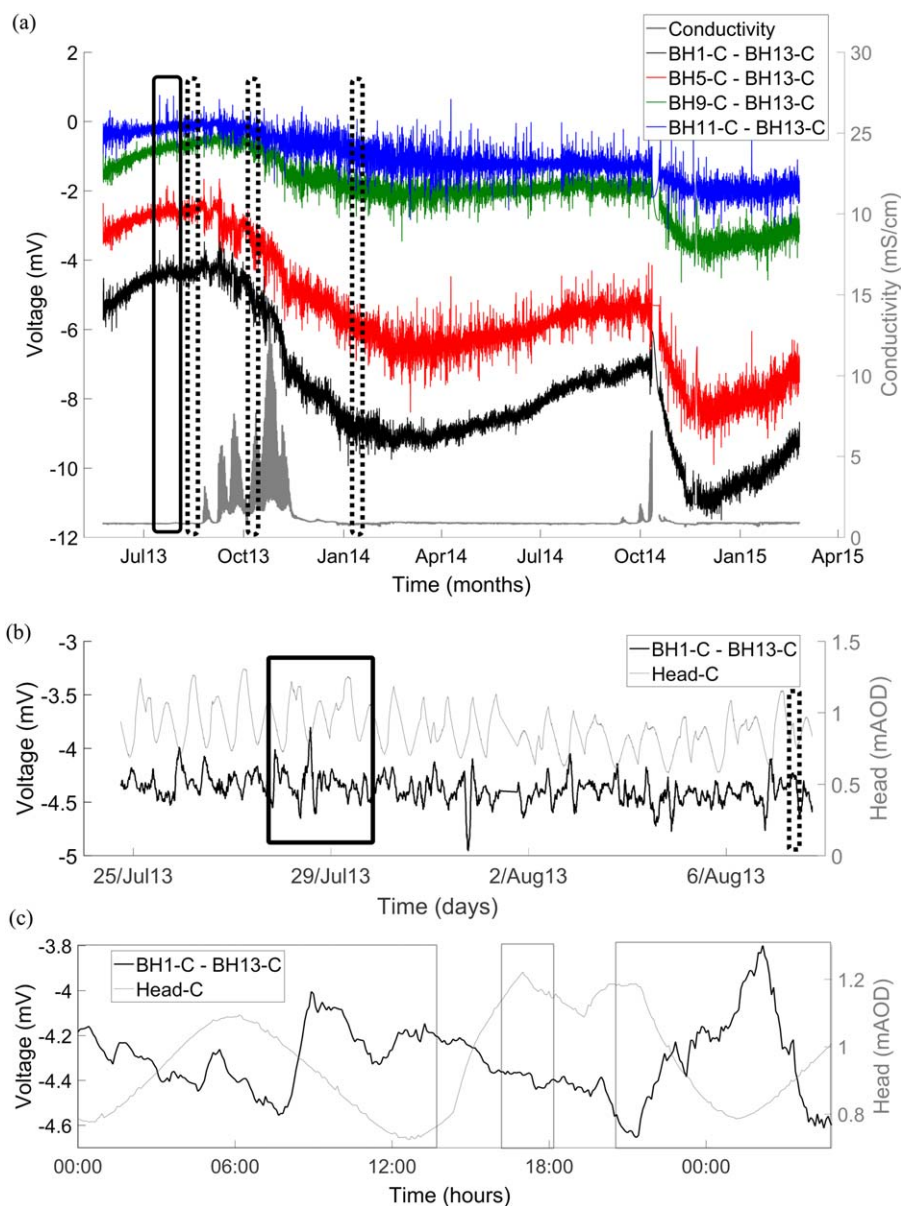 (a)
Conductivity
BH1-C - BH13-C
BH5-C - BH13-C
BH9-C - BH13-C
BH11-C - BH13-C
2
0
-2
-4
-6
-8
-10
-12
Voltage (mV)
30
25
10
15
10
5
0
Conductivity (mS/cm)
Jul13 Oct13 Jan14 Apr14 Jul14 Oct14 Jan15 Apr15
Time (months)
(b)
BH1-C - BH13-C
Head-C
-3
-3.5
-4
-4.5
-5
Voltage (mV)
1.5
1
0.5
0
Head (mAOD)
25/Jul13 29/Jul13 2/Aug13 6/Aug13
Time (days)
(c)
BH1-C - BH13-C
Head-C
-3.8
-4
-4.2
-4.4
-4.6
Voltage (mV)
1.2
1
0.8
Head (mAOD)
00:00 06:00 12:00 18:00 00:00
Time (hours)